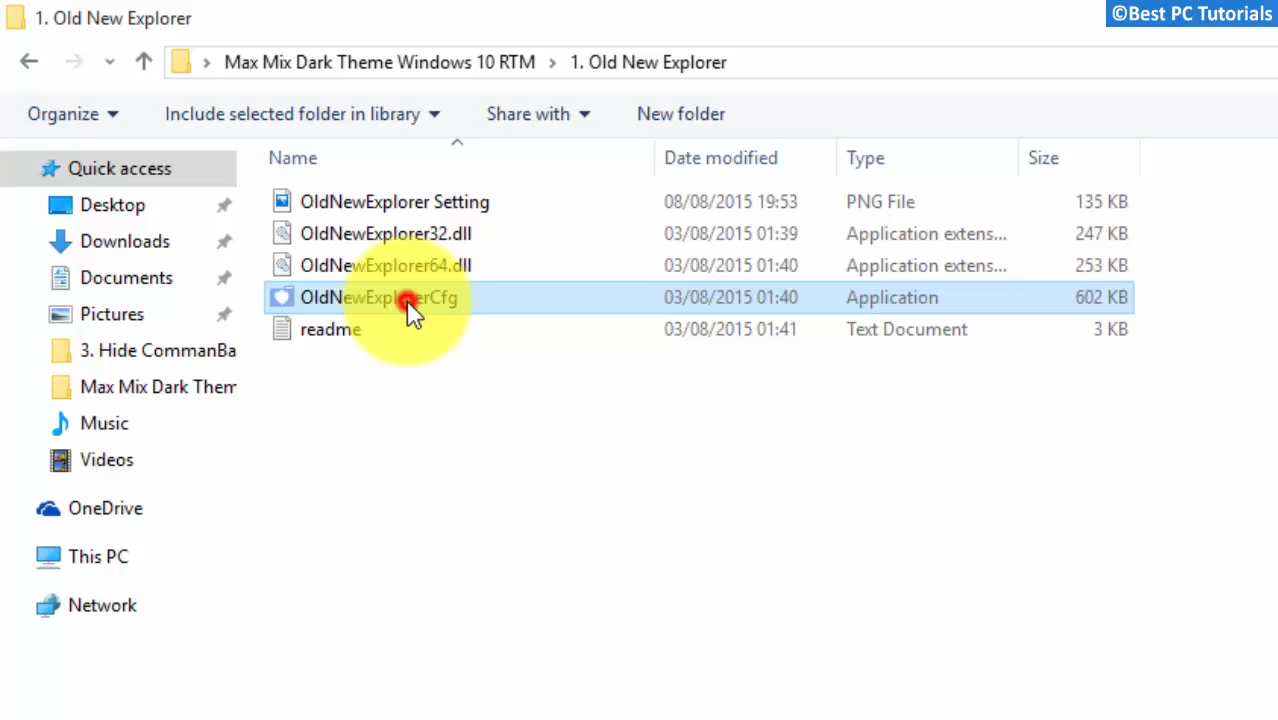 1. Old New Explorer
©Best PC Tutorials
Max Mix Dark Theme Windows 10 RTM
1. Old New Explorer
Organize
Include selected folder in library
Share with
New folder
Name
Date modified
Type
Size
Quick access
Desktop
Downloads
Documents
Pictures
3. Hide CommanBa
Max Mix Dark Them
Music
Videos
OneDrive
This PC
Network
OldNewExplorer Setting 08/08/2015 19:53 PNG File 135 KB
OldNewExplorer32.dll 03/08/2015 01:39 Application extens... 247 KB
OldNewExplorer64.dll 03/08/2015 01:40 Application extens... 253 KB
OldNewExplorerCfg 03/08/2015 01:40 Application 602 KB
readme 03/08/2015 01:41 Text Document 3 KB